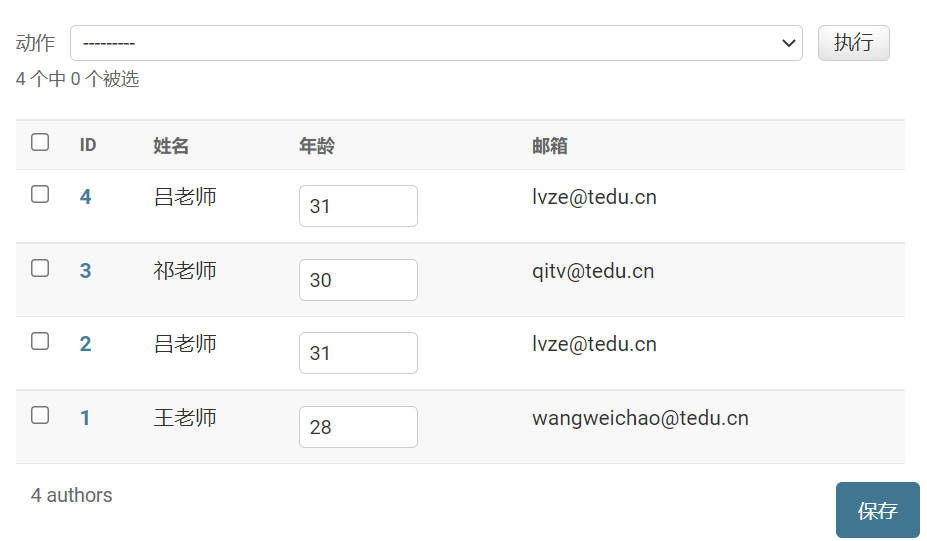 动作 --------- 执行
4 个中 0 个被选
ID 姓名 年龄 邮箱
4 吕老师 31 lvze@tedu.cn
3 祁老师 30 qitv@tedu.cn
2 吕老师 31 lvze@tedu.cn
1 王老师 28 wangweichao@tedu.cn
4 authors 保存